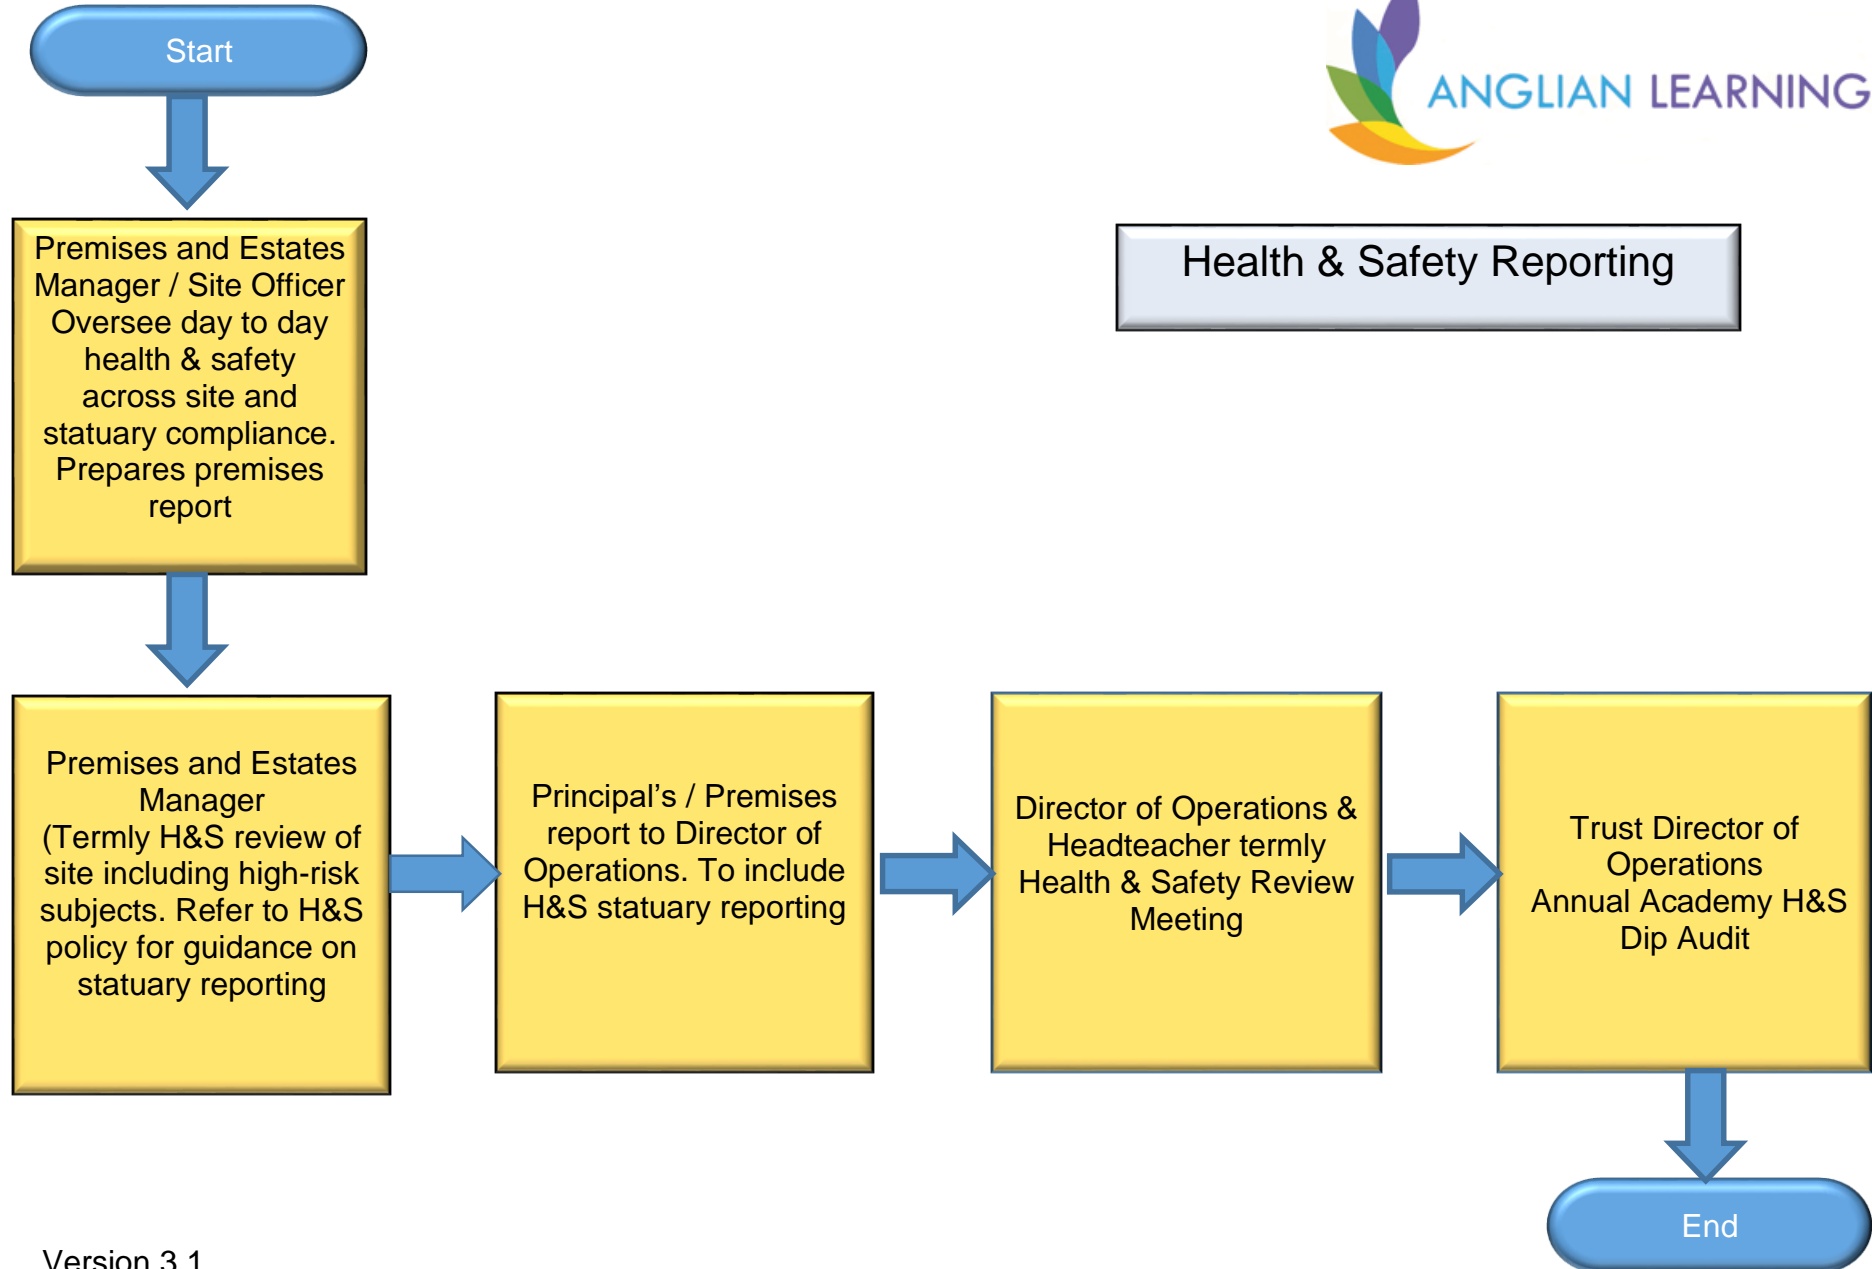 Start
ANGLIAN LEARNING
Health & Safety Reporting
Premises and Estates
Manager / Site Officer
Oversee day to day
health & safety
across site and
statuary compliance.
Prepares premises
report
Premises and Estates
Manager
(Termly H&S review of
site including high-risk
subjects. Refer to H&S
policy for guidance on
statuary reporting
Principal’s / Premises
report to Director of
Operations. To include
H&S statuary reporting
Director of Operations &
Headteacher termly
Health & Safety Review
Meeting
Trust Director of
Operations
Annual Academy H&S
Dip Audit
End
Version 3.1